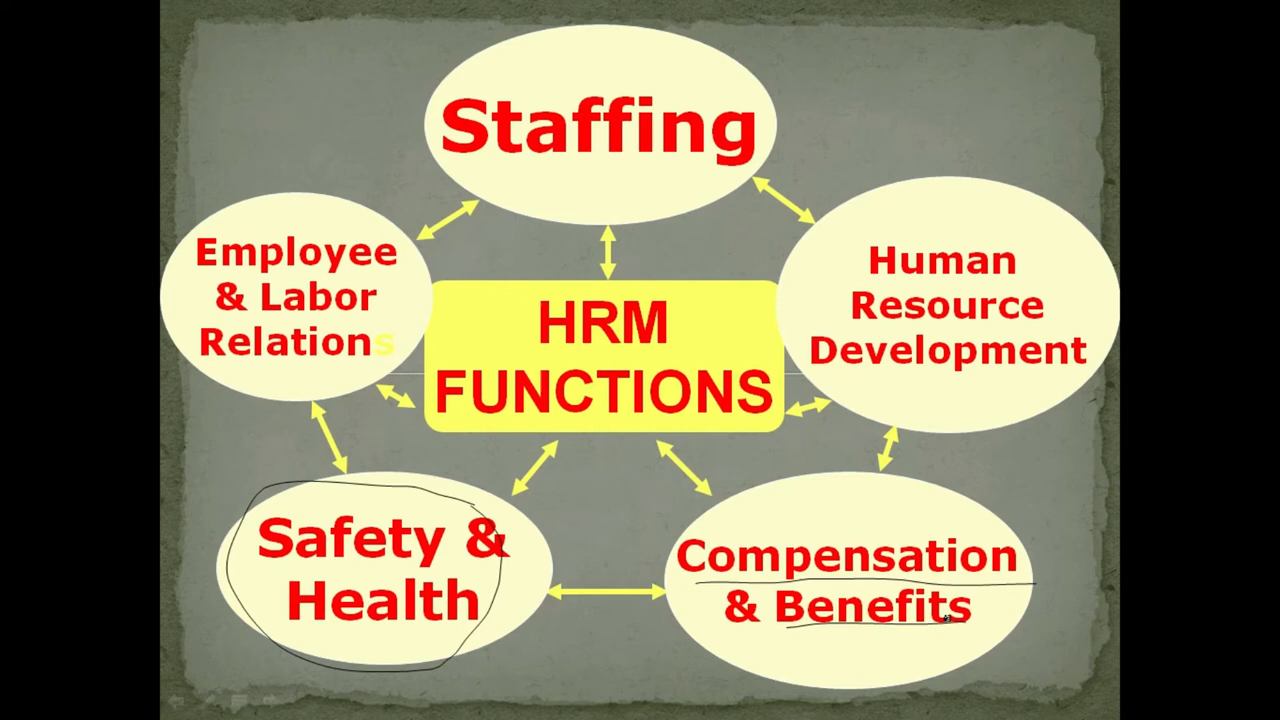 Staffing
Employee
& Labor
Relations
Human
Resource
Development
HRM
FUNCTIONS
Safety &
Health
Compensation
& Benefits